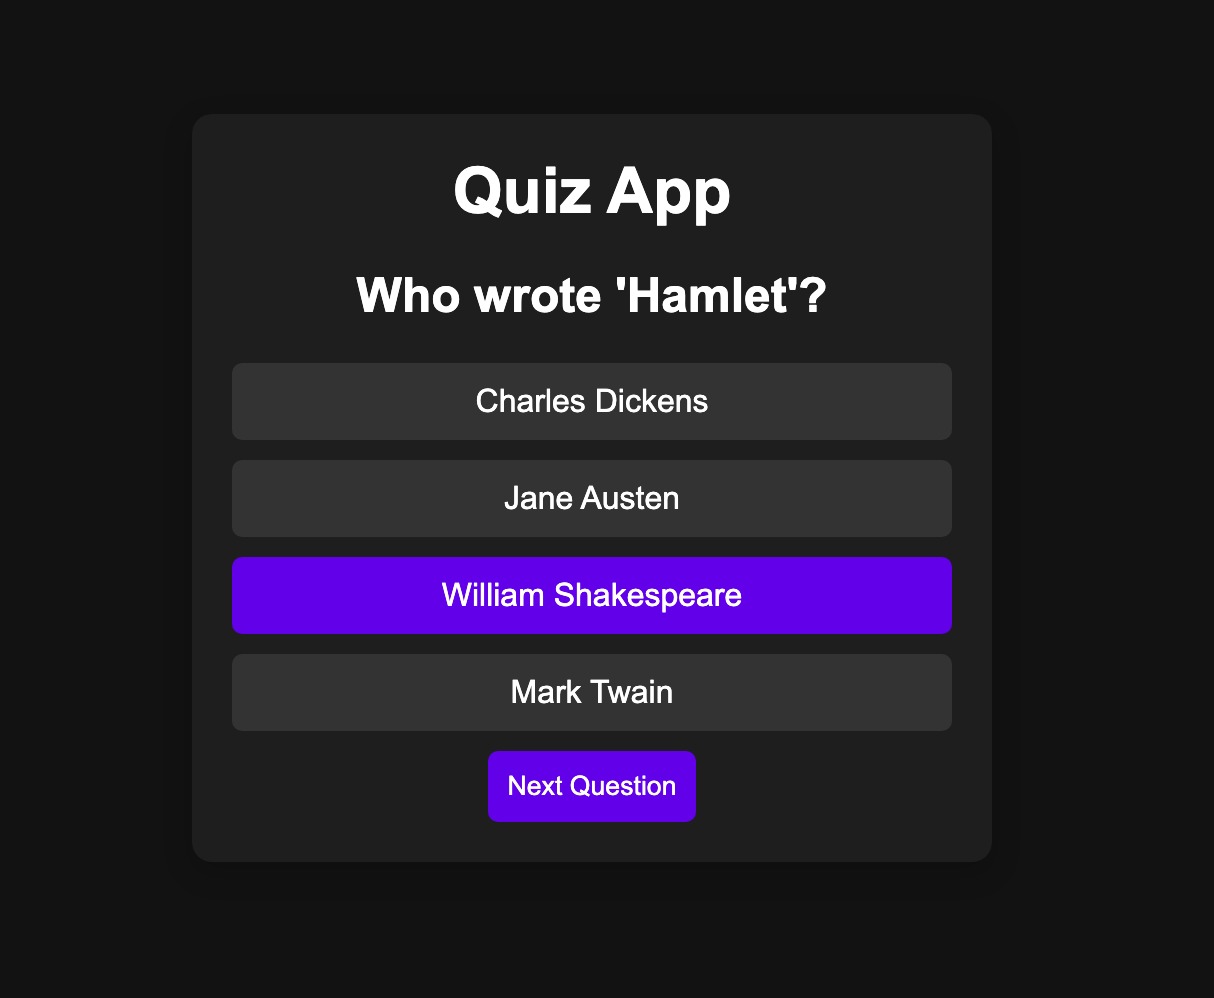 Quiz App
Who wrote 'Hamlet'?
Charles Dickens
Jane Austen
William Shakespeare
Mark Twain
Next Question